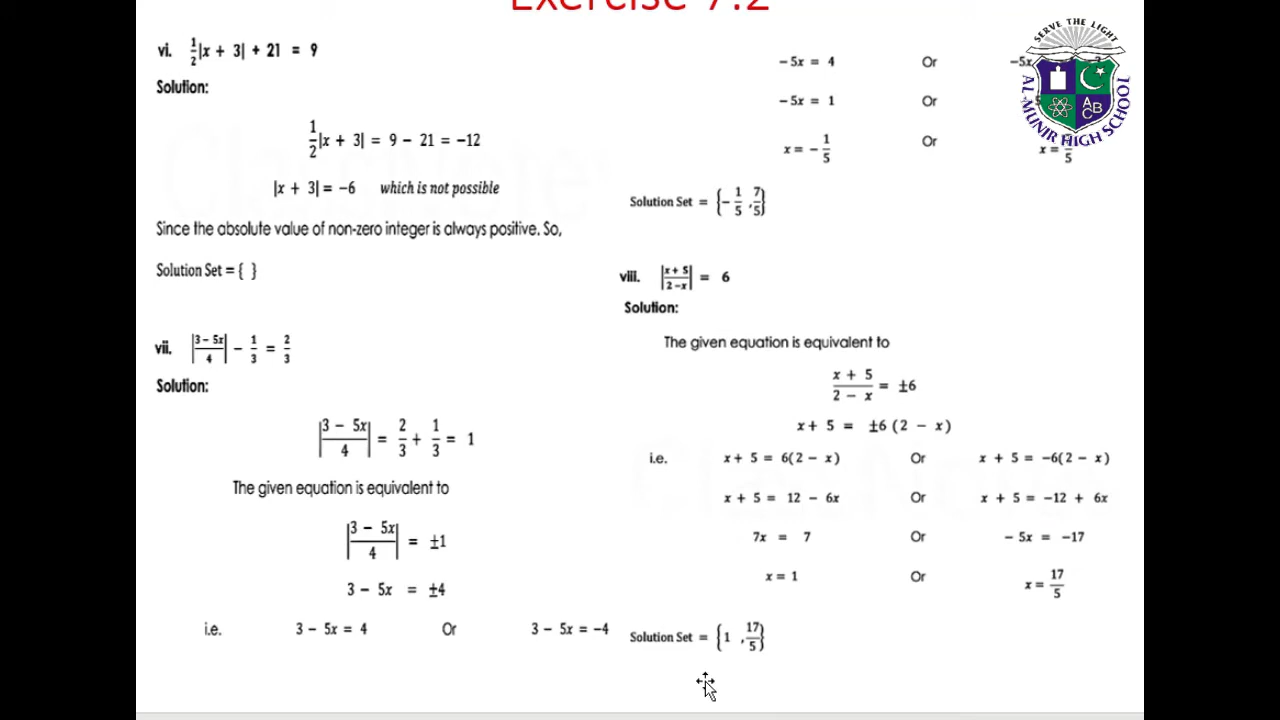 Exercise 7.2
vi. 1/2|x + 3| + 21 = 9
Solution:
1/2|x + 3| = 9 − 21 = −12
|x + 3| = −6 which is not possible
Since the absolute value of non-zero integer is always positive. So,
Solution Set = { }
vii. |3 − 5x / 4| − 1/3 = 2/3
Solution:
|3 − 5x / 4| = 2/3 + 1/3 = 1
The given equation is equivalent to
|3 − 5x / 4| = ±1
3 − 5x = ±4
i.e. 3 − 5x = 4 Or 3 − 5x = −4
− 5x = 4 Or −5x
− 5x = 1 Or
x = − 1/5 Or x = /5
Solution Set = {− 1/5 , 7/5}
viii. |x + 5 / 2 − x| = 6
Solution:
The given equation is equivalent to
x + 5 / 2 − x = ±6
x + 5 = ±6 (2 − x)
i.e. x + 5 = 6(2 − x) Or x + 5 = −6(2 − x)
x + 5 = 12 − 6x Or x + 5 = −12 + 6x
7x = 7 Or − 5x = −17
x = 1 Or x = 17/5
Solution Set = {1 , 17/5}
SERVE THE LIGHT
ABC
AL-MUNIR HIGH SCHOOL